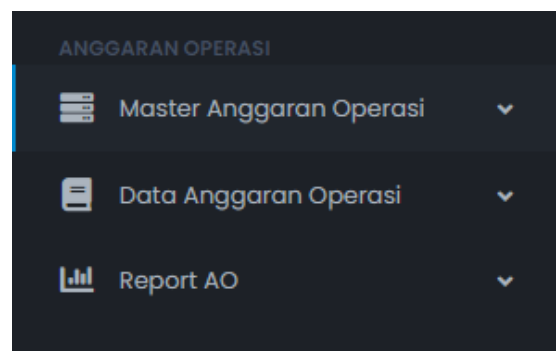 ANGGARAN OPERASI
Master Anggaran Operasi
Data Anggaran Operasi
Report AO